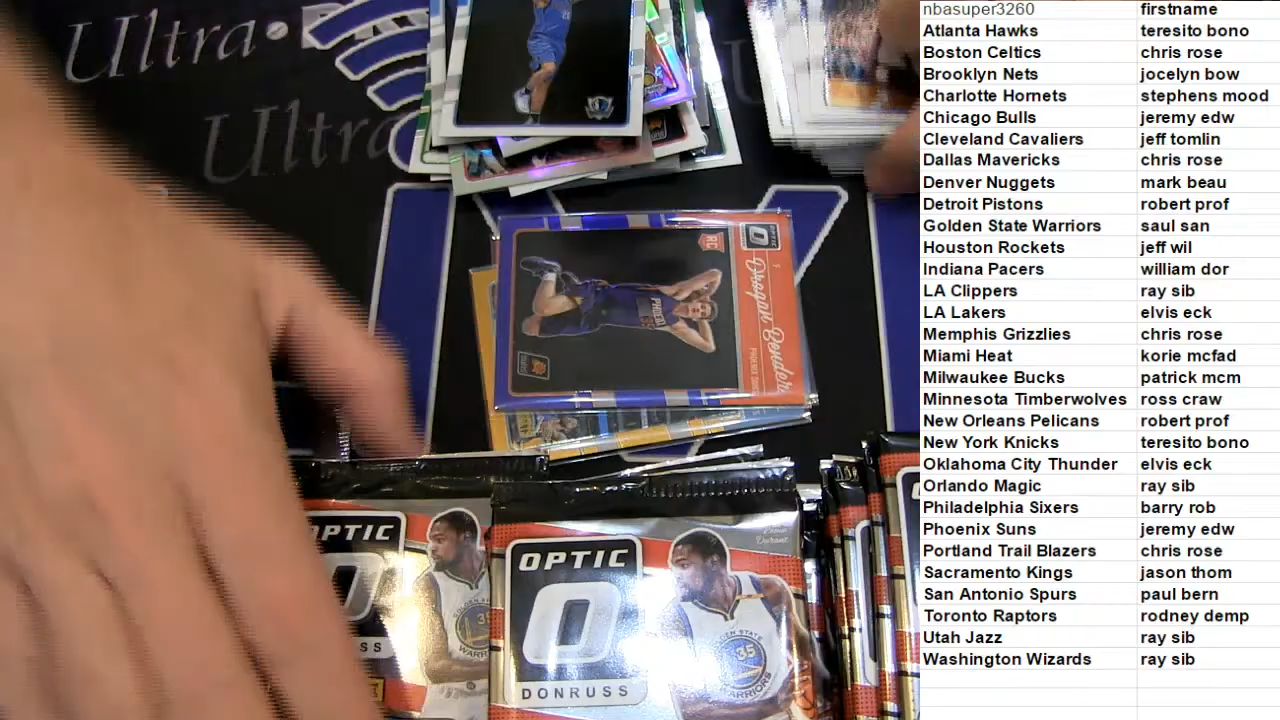 nbasuper3260 firstname
Atlanta Hawks teresito bono
Boston Celtics chris rose
Brooklyn Nets jocelyn bow
Charlotte Hornets stephens mood
Chicago Bulls jeremy edw
Cleveland Cavaliers jeff tomlin
Dallas Mavericks chris rose
Denver Nuggets mark beau
Detroit Pistons robert prof
Golden State Warriors saul san
Houston Rockets jeff wil
Indiana Pacers william dor
LA Clippers ray sib
LA Lakers elvis eck
Memphis Grizzlies chris rose
Miami Heat korie mcfad
Milwaukee Bucks patrick mcm
Minnesota Timberwolves ross craw
New Orleans Pelicans robert prof
New York Knicks teresito bono
Oklahoma City Thunder elvis eck
Orlando Magic ray sib
Philadelphia Sixers barry rob
Phoenix Suns jeremy edw
Portland Trail Blazers chris rose
Sacramento Kings jason thom
San Antonio Spurs paul bern
Toronto Raptors rodney demp
Utah Jazz ray sib
Washington Wizards ray sib
Ultra
Ultra
OPTIC
RC
Dragan Bender
OPTIC
OPTIC
DONRUSS
35
WARRIORS